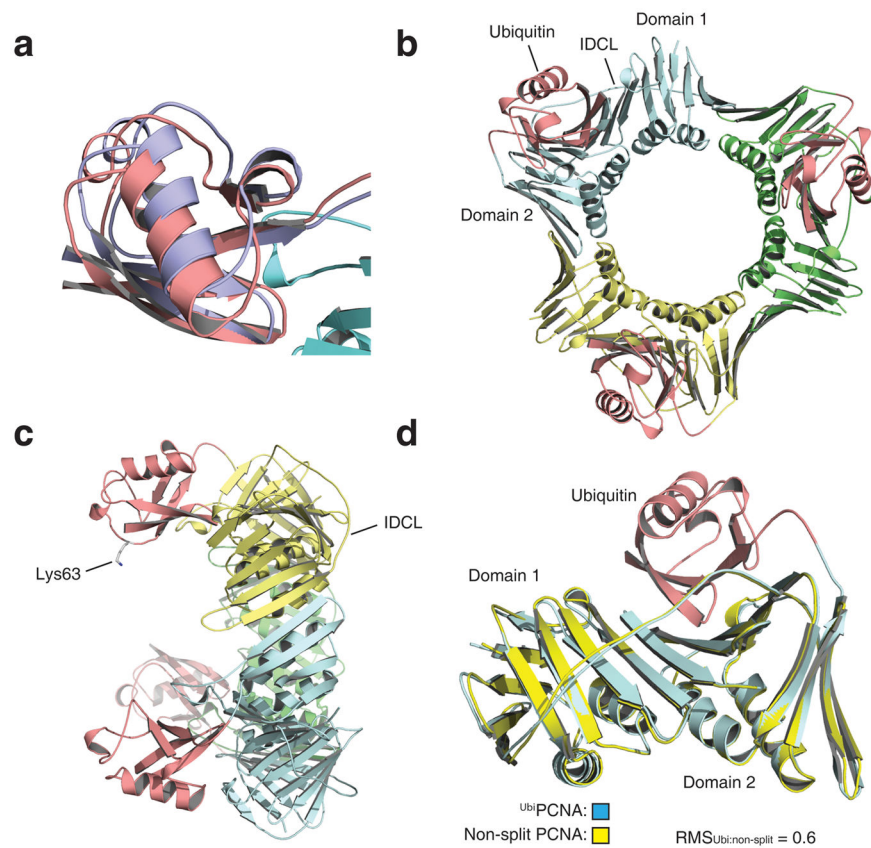 a
b
Domain 1
Ubiquitin
IDCL
Domain 2
c
IDCL
Lys63
d
Ubiquitin
Domain 1
Domain 2
UbiPCNA:
Non-split PCNA:
RMSUbi:non-split = 0.6